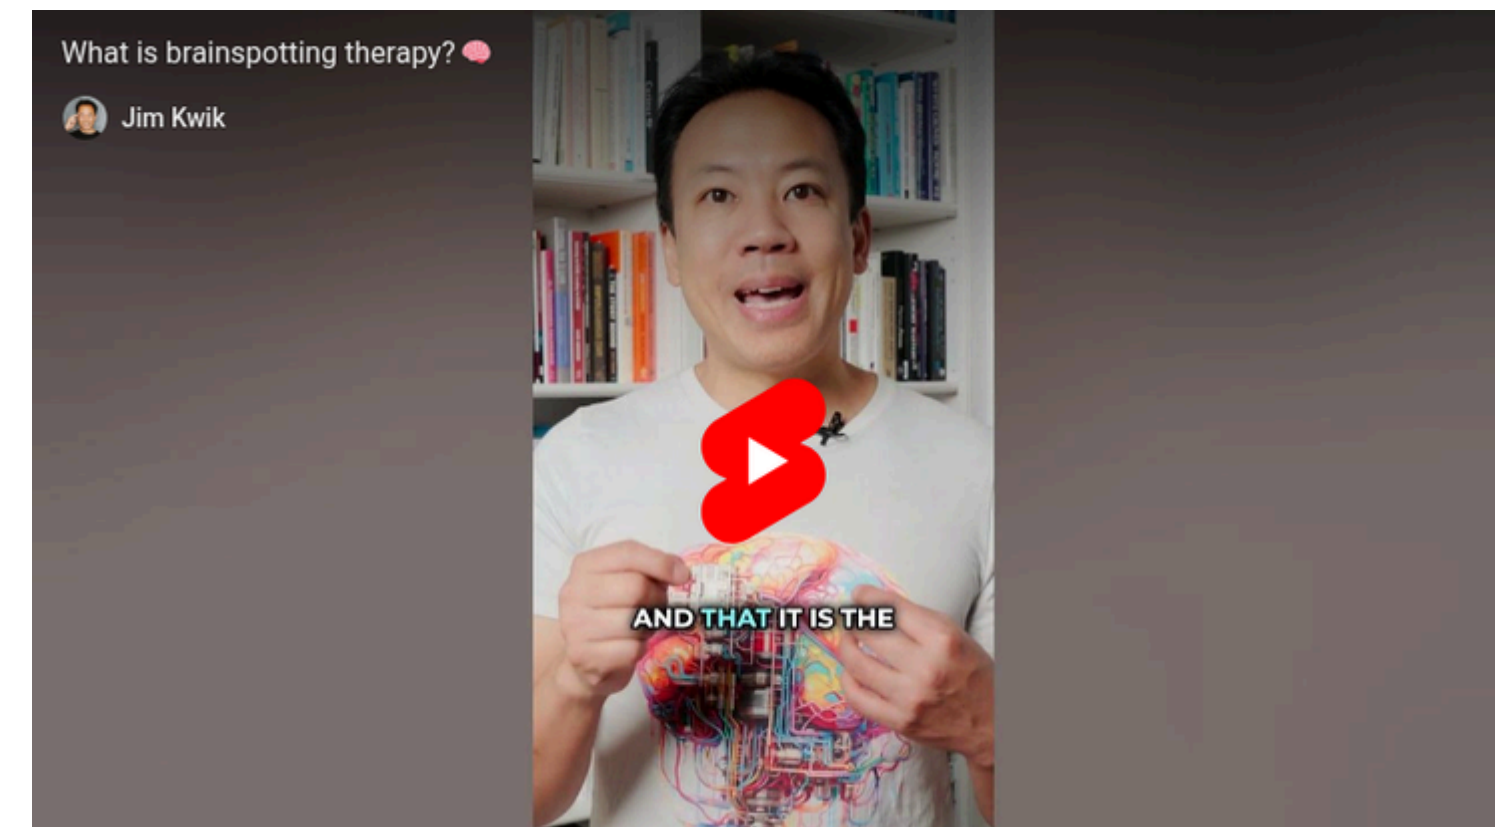 What is brainspotting therapy? 🧠
Jim Kwik
AND THAT IT IS THE